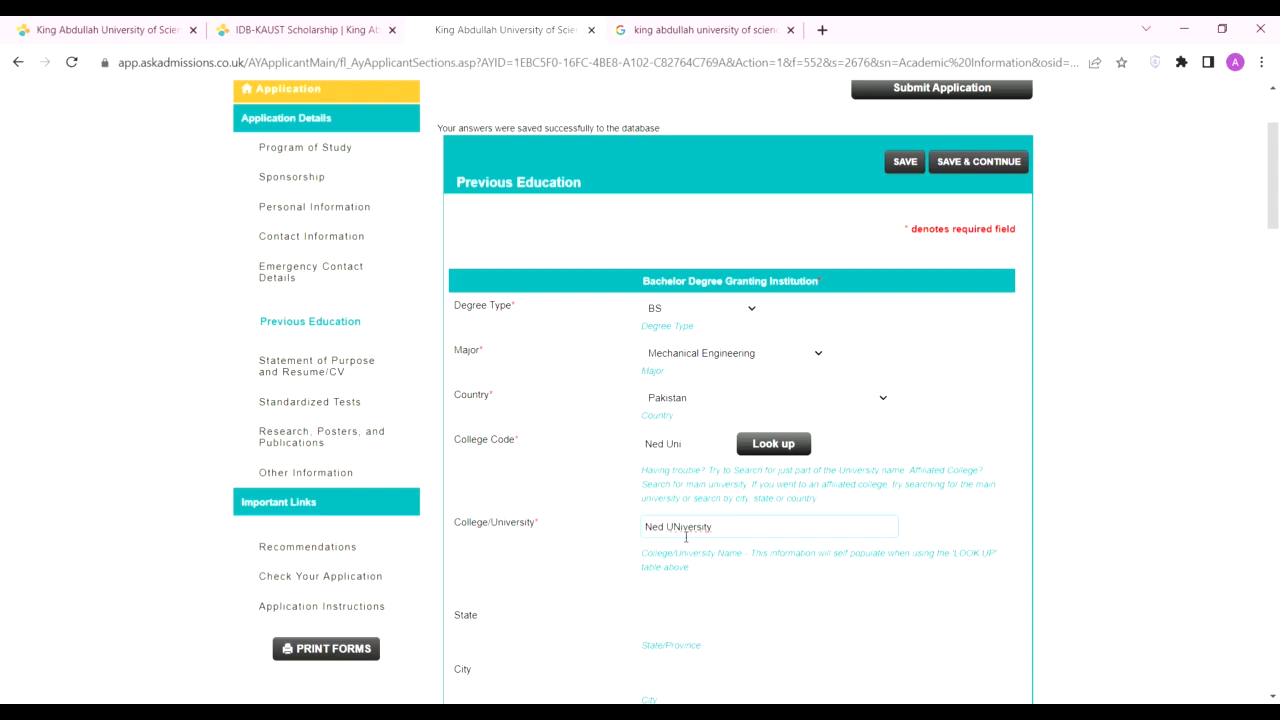 King Abdullah University of Scien
IDB-KAUST Scholarship | King Ab
King Abdullah University of Scien
king abdullah university of scienc
app.askadmissions.co.uk/AYApplicantMain/fl_AyApplicantSection.asp?AYID=1EBC5F0-16FC-4BE8-A102-C82764C769A&Action=1&f=552&s=2676&sn=Academic%20Information&osid=...
A
Application
Submit Application
Application Details
Your answers were saved successfully to the database
Program of Study
SAVE
SAVE & CONTINUE
Sponsorship
Previous Education
Personal Information
* denotes required field
Contact Information
Emergency Contact
Details
Bachelor Degree Granting Institution*
Degree Type*
BS
Degree Type
Previous Education
Major*
Mechanical Engineering
Major
Statement of Purpose
and Resume/CV
Country*
Pakistan
Country
Standardized Tests
College Code*
Ned Uni
Look up
Research, Posters, and
Publications
Having trouble? Try to Search for just part of the University name. Affiliated College?
Search for main university. If you went to an affiliated college, try searching for the main
university or search by city, state or country
Other Information
Important Links
College/University*
Ned UNiversity
College/University Name - This information will self populate when using the 'LOOK UP'
table above
Recommendations
Check Your Application
Application Instructions
State
State/Province
PRINT FORMS
City
City